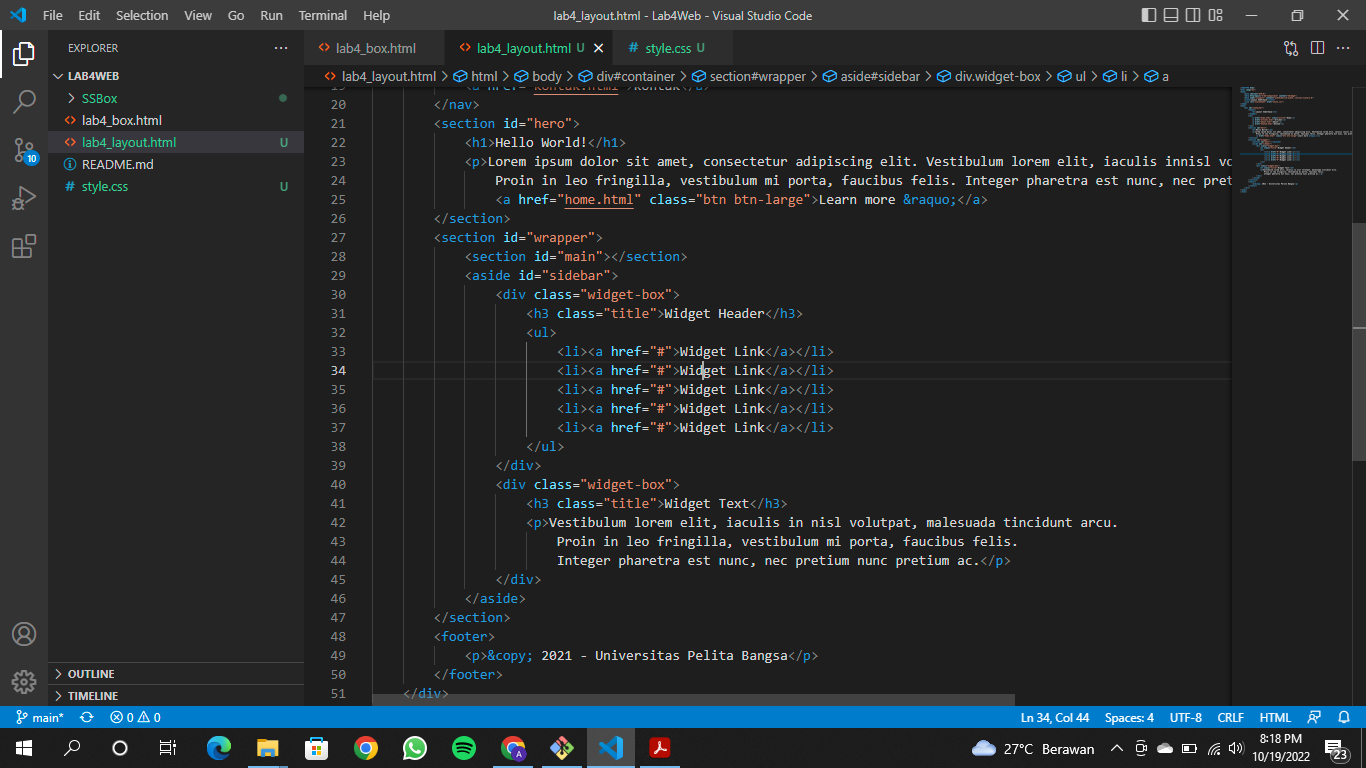 File Edit Selection View Go Run Terminal Help lab4_layout.html - Lab4Web - Visual Studio Code
EXPLORER
lab4_box.html
lab4_layout.html U
# style.css U
LAB4WEB
lab4_layout.html > html > body > div#container > section#wrapper > aside#sidebar > div.widget-box > ul > li > a
SSBox
lab4_box.html
lab4_layout.html U
README.md
# style.css U
10
19 <a href="kontak.html">Kontak</a>
20 </nav>
21 <section id="hero">
22 <h1>Hello World!</h1>
23 <p>Lorem ipsum dolor sit amet, consectetur adipiscing elit. Vestibulum lorem elit, iaculis innisl vo
24 Proin in leo fringilla, vestibulum mi porta, faucibus felis. Integer pharetra est nunc, nec pret
25 <a href="home.html" class="btn btn-large">Learn more &raquo;</a>
26 </section>
27 <section id="wrapper">
28 <section id="main"></section>
29 <aside id="sidebar">
30 <div class="widget-box">
31 <h3 class="title">Widget Header</h3>
32 <ul>
33 <li><a href="#">Widget Link</a></li>
34 <li><a href="#">Widget Link</a></li>
35 <li><a href="#">Widget Link</a></li>
36 <li><a href="#">Widget Link</a></li>
37 <li><a href="#">Widget Link</a></li>
38 </ul>
39 </div>
40 <div class="widget-box">
41 <h3 class="title">Widget Text</h3>
42 <p>Vestibulum lorem elit, iaculis in nisl volutpat, malesuada tincidunt arcu.
43 Proin in leo fringilla, vestibulum mi porta, faucibus felis.
44 Integer pharetra est nunc, nec pretium nunc pretium ac.</p>
45 </div>
46 </aside>
47 </section>
48 <footer>
49 <p>&copy; 2021 - Universitas Pelita Bangsa</p>
50 </footer>
51 </div>
OUTLINE
TIMELINE
main* 0 0 Ln 34, Col 44 Spaces: 4 UTF-8 CRLF HTML
27°C Berawan 8:18 PM
10/19/2022
23